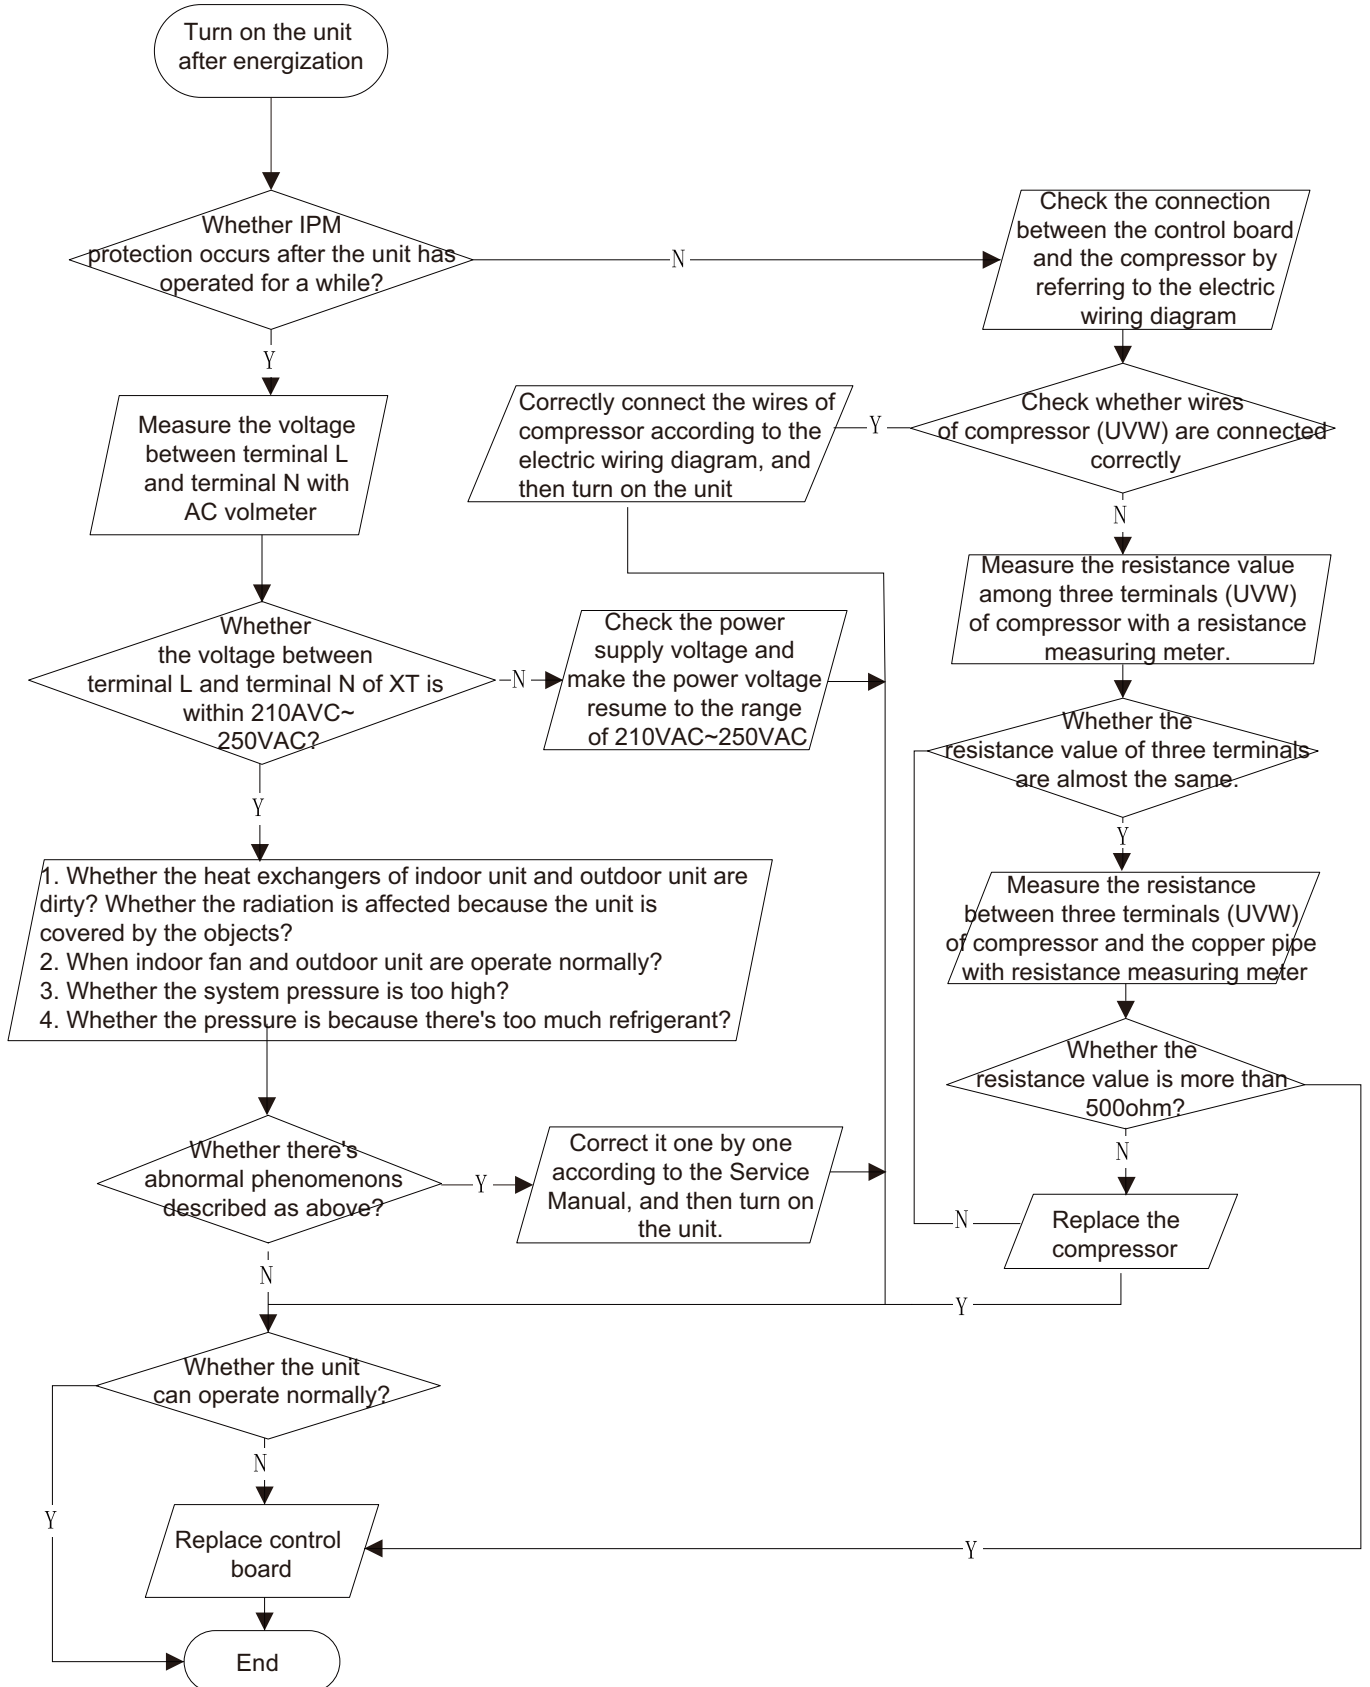 Turn on the unit
after energization
Whether IPM
protection occurs after the unit has
operated for a while?
N
Check the connection
between the control board
and the compressor by
referring to the electric
wiring diagram
Y
Measure the voltage
between terminal L
and terminal N with
AC volmeter
Correctly connect the wires of
compressor according to the
electric wiring diagram, and
then turn on the unit
Y
Check whether wires
of compressor (UVW) are connected
correctly
N
Measure the resistance value
among three terminals (UVW)
of compressor with a resistance
measuring meter.
Whether
the voltage between
terminal L and terminal N of XT is
within 210AVC~
250VAC?
N
Check the power
supply voltage and
make the power voltage
resume to the range
of 210VAC~250VAC
Whether the
resistance value of three terminals
are almost the same.
Y
Y
1. Whether the heat exchangers of indoor unit and outdoor unit are
dirty? Whether the radiation is affected because the unit is
covered by the objects?
2. When indoor fan and outdoor unit are operate normally?
3. Whether the system pressure is too high?
4. Whether the pressure is because there's too much refrigerant?
Measure the resistance
between three terminals (UVW)
of compressor and the copper pipe
with resistance measuring meter
Whether the
resistance value is more than
500ohm?
Whether there's
abnormal phenomenons
described as above?
Y
Correct it one by one
according to the Service
Manual, and then turn on
the unit.
N
N
Replace the
compressor
N
Y
Whether the unit
can operate normally?
N
Y
Replace control
board
Y
End